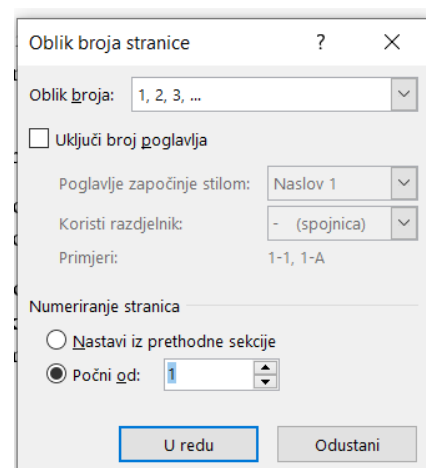 Oblik broja stranice ?
Oblik broja: 1, 2, 3, ...
Uključi broj poglavlja
Poglavlje započinje stilom: Naslov 1
Koristi razdjelnik: - (spojnica)
Primjeri: 1-1, 1-A
Numeriranje stranica
Nastavi iz prethodne sekcije
Počni od: 1
U redu Odustani